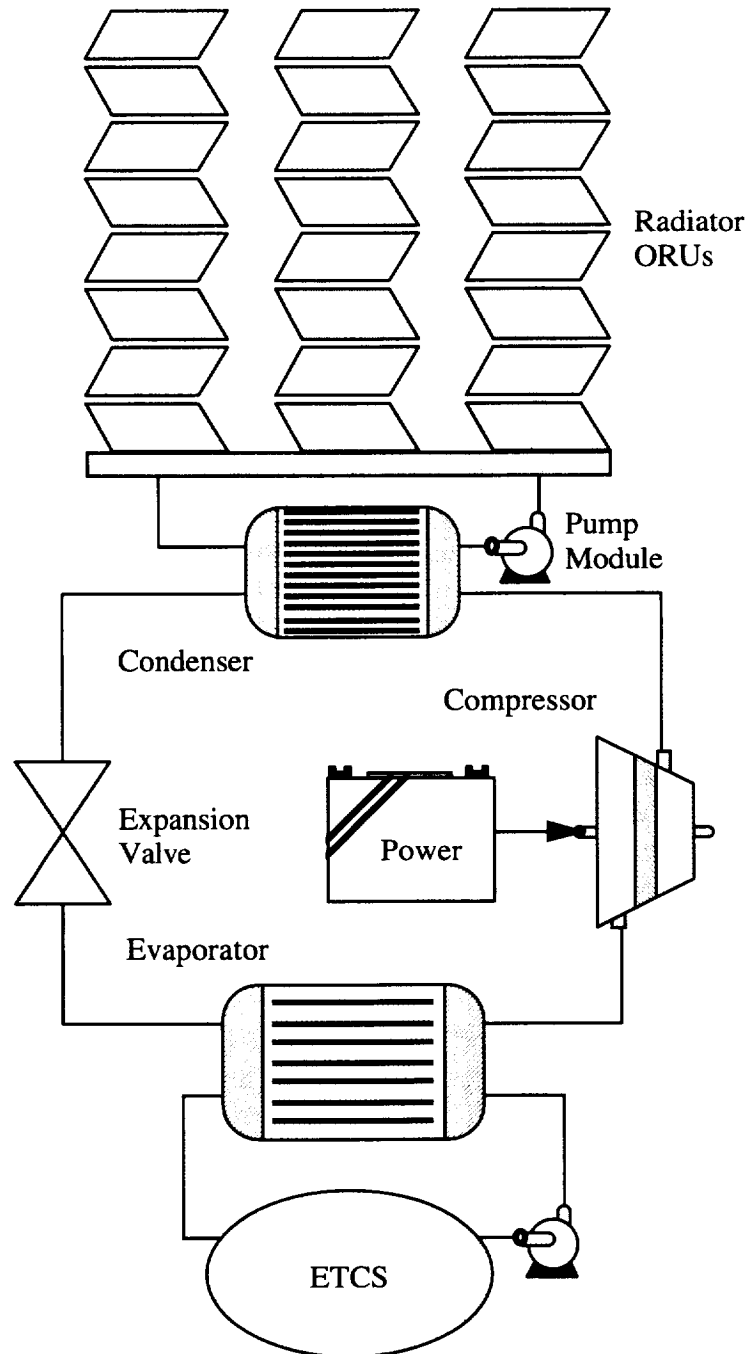 Radiator
ORUs
Pump
Module
Condenser
Compressor
Expansion
Valve
Power
Evaporator
ETCS